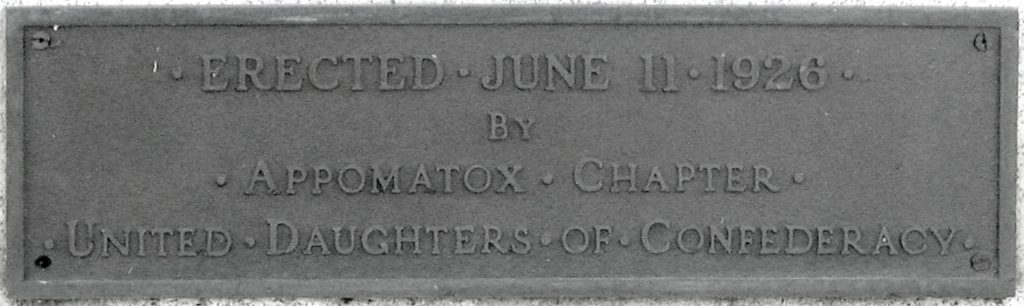 · ERECTED · JUNE 11 · 1926 ·
BY
· APPOMATOX · CHAPTER ·
· UNITED · DAUGHTERS · OF · CONFEDERACY ·